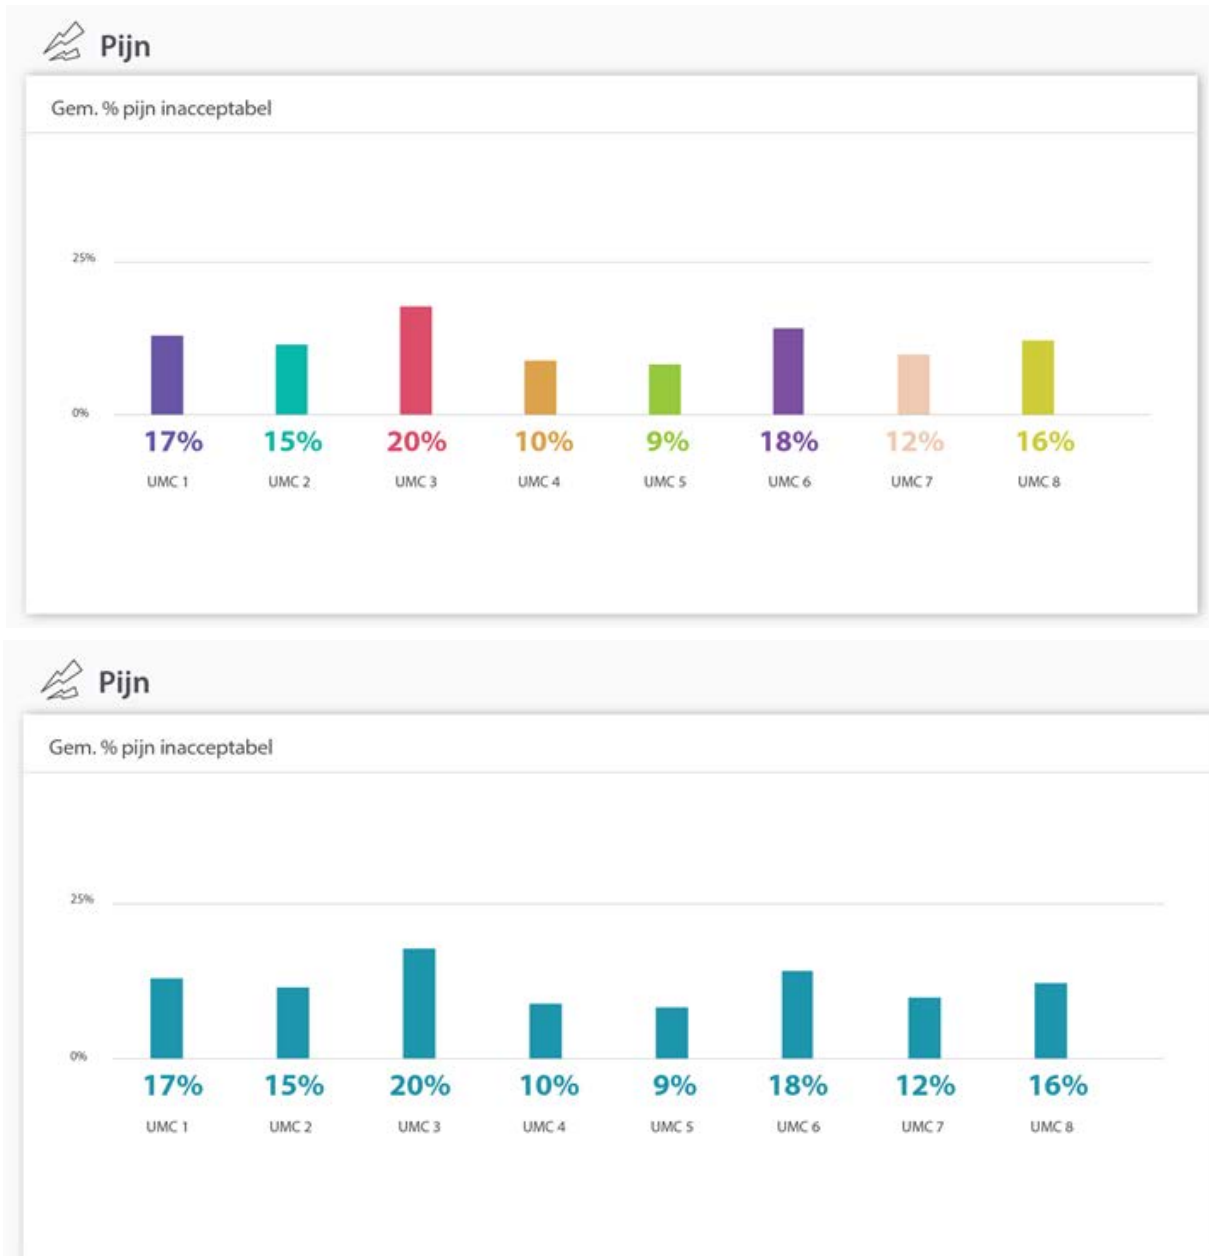 Pijn
Gem. % pijn inacceptabel
25%
0%
17% 15% 20% 10% 9% 18% 12% 16%
UMC 1 UMC 2 UMC 3 UMC 4 UMC 5 UMC 6 UMC 7 UMC 8
Pijn
Gem. % pijn inacceptabel
25%
0%
17% 15% 20% 10% 9% 18% 12% 16%
UMC 1 UMC 2 UMC 3 UMC 4 UMC 5 UMC 6 UMC 7 UMC 8